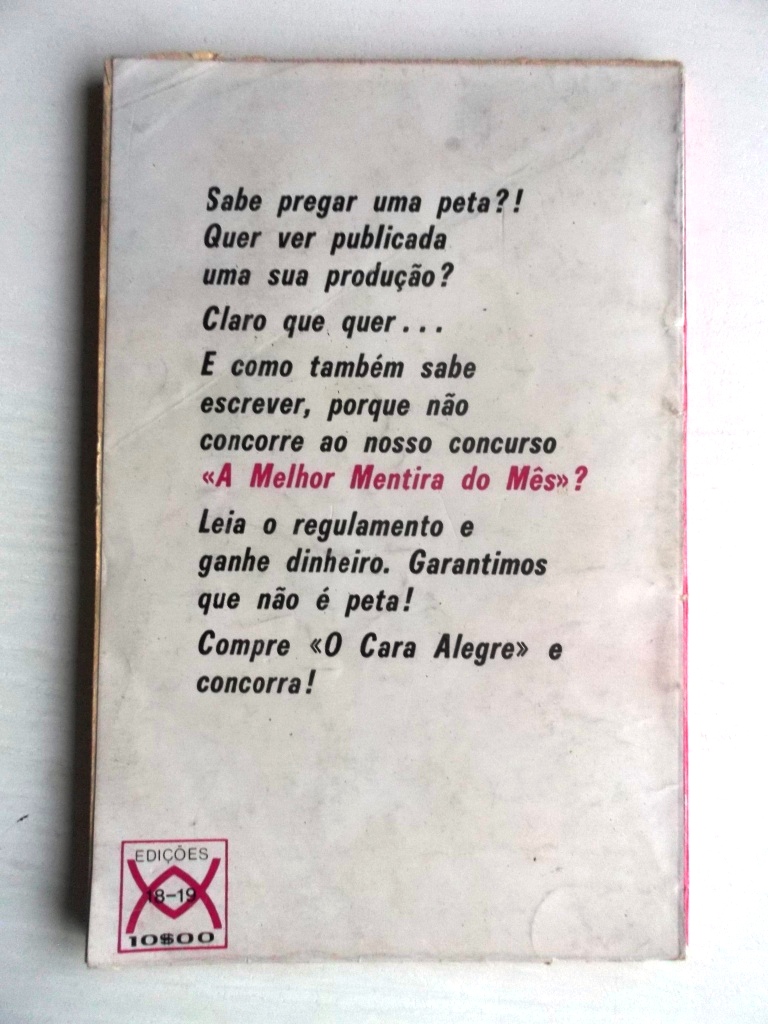 Sabe pregar uma peta?!
Quer ver publicada
uma sua produção?
Claro que quer...
E como também sabe
escrever, porque não
concorre ao nosso concurso
«A Melhor Mentira do Mês»?
Leia o regulamento e
ganhe dinheiro. Garantimos
que não é peta!
Compre «O Cara Alegre» e
concorra!
EDIÇÕES
18-19
10$00